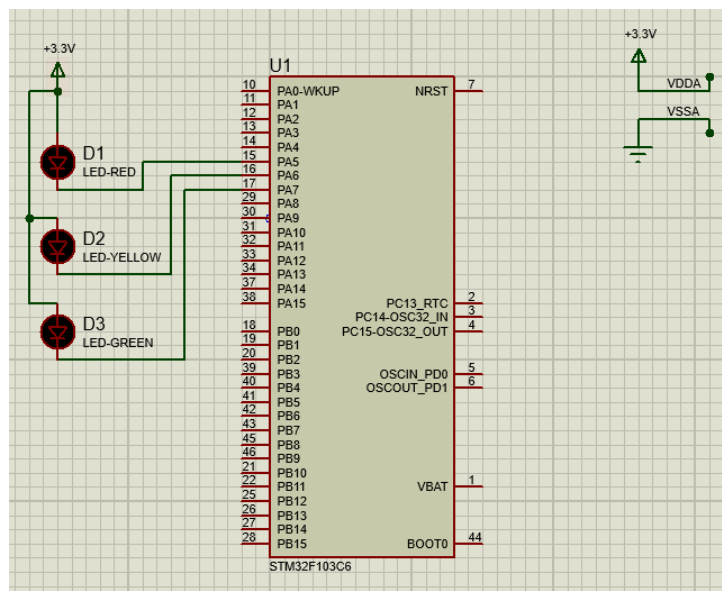 +3.3V
D1
LED-RED
D2
LED-YELLOW
D3
LED-GREEN
U1
10 PA0-WKUP
11 PA1
12 PA2
13 PA3
14 PA4
15 PA5
16 PA6
17 PA7
29 PA8
30 PA9
31 PA10
32 PA11
33 PA12
34 PA13
37 PA14
38 PA15
18 PB0
19 PB1
20 PB2
39 PB3
40 PB4
41 PB5
42 PB6
43 PB7
45 PB8
46 PB9
21 PB10
22 PB11
25 PB12
26 PB13
27 PB14
28 PB15
NRST 7
PC13_RTC 2
PC14-OSC32_IN 3
PC15-OSC32_OUT 4
OSCIN_PD0 5
OSCOUT_PD1 6
VBAT 1
BOOT0 44
STM32F103C6
+3.3V
VDDA
VSSA